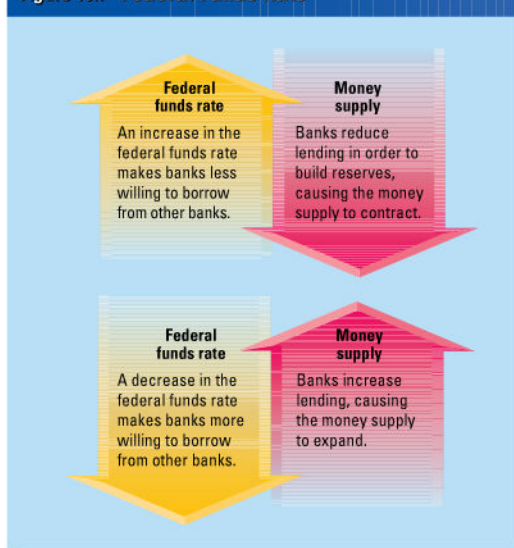 Federal
funds rate
An increase in the
federal funds rate
makes banks less
willing to borrow
from other banks.
Money
supply
Banks reduce
lending in order to
build reserves,
causing the money
supply to contract.
Federal
funds rate
A decrease in the
federal funds rate
makes banks more
willing to borrow
from other banks.
Money
supply
Banks increase
lending, causing
the money supply
to expand.